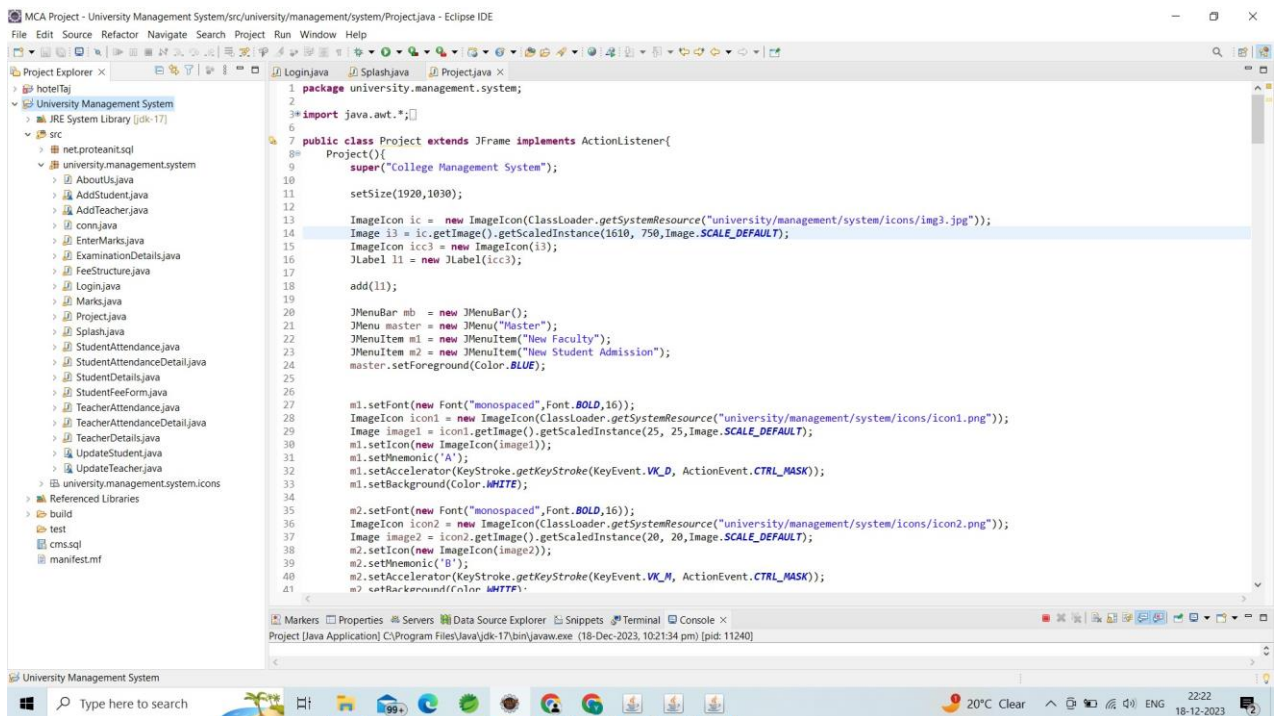 MCA Project - University Management System/src/university/management/system/Project.java - Eclipse IDE
File Edit Source Refactor Navigate Search Project Run Window Help
Project Explorer
hotelTaj
University Management System
JRE System Library [jdk-17]
src
net.proteanit.sql
university.management.system
AboutUs.java
AddStudent.java
AddTeacher.java
conn.java
EnterMarks.java
ExaminationDetails.java
FeeStructure.java
Login.java
Marks.java
Project.java
Splash.java
StudentAttendance.java
StudentAttendanceDetail.java
StudentDetails.java
StudentFeeForm.java
TeacherAttendance.java
TeacherAttendanceDetail.java
TeacherDetails.java
UpdateStudent.java
UpdateTeacher.java
university.management.system.icons
Referenced Libraries
build
test
cms.sql
manifest.mf
Login.java Splash.java Project.java
1 package university.management.system;
2
3 import java.awt.*;
6
7 public class Project extends JFrame implements ActionListener{
8 Project(){
9 super("College Management System");
10
11 setSize(1920,1030);
12
13 ImageIcon ic =  new ImageIcon(ClassLoader.getSystemResource("university/management/system/icons/img3.jpg"));
14 Image i3 = ic.getImage().getScaledInstance(1610, 750,Image.SCALE_DEFAULT);
15 ImageIcon icc3 = new ImageIcon(i3);
16 JLabel l1 = new JLabel(icc3);
17
18 add(l1);
19
20 JMenuBar mb  = new JMenuBar();
21 JMenu master = new JMenu("Master");
22 JMenuItem m1 = new JMenuItem("New Faculty");
23 JMenuItem m2 = new JMenuItem("New Student Admission");
24 master.setForeground(Color.BLUE);
25
26
27 m1.setFont(new Font("monospaced",Font.BOLD,16));
28 ImageIcon icon1 = new ImageIcon(ClassLoader.getSystemResource("university/management/system/icons/icon1.png"));
29 Image image1 = icon1.getImage().getScaledInstance(25, 25,Image.SCALE_DEFAULT);
30 m1.setIcon(new ImageIcon(image1));
31 m1.setMnemonic('A');
32 m1.setAccelerator(KeyStroke.getKeyStroke(KeyEvent.VK_D, ActionEvent.CTRL_MASK));
33 m1.setBackground(Color.WHITE);
34
35 m2.setFont(new Font("monospaced",Font.BOLD,16));
36 ImageIcon icon2 = new ImageIcon(ClassLoader.getSystemResource("university/management/system/icons/icon2.png"));
37 Image image2 = icon2.getImage().getScaledInstance(20, 20,Image.SCALE_DEFAULT);
38 m2.setIcon(new ImageIcon(image2));
39 m2.setMnemonic('B');
40 m2.setAccelerator(KeyStroke.getKeyStroke(KeyEvent.VK_M, ActionEvent.CTRL_MASK));
41 m2.setBackground(Color.WHITE);
Markers Properties Servers Data Source Explorer Snippets Terminal Console
Project [Java Application] C:\Program Files\Java\jdk-17\bin\javaw.exe (18-Dec-2023, 10:21:34 pm) [pid: 11240]
University Management System
Type here to search
99+
20°C Clear
ENG
22:22
18-12-2023
2